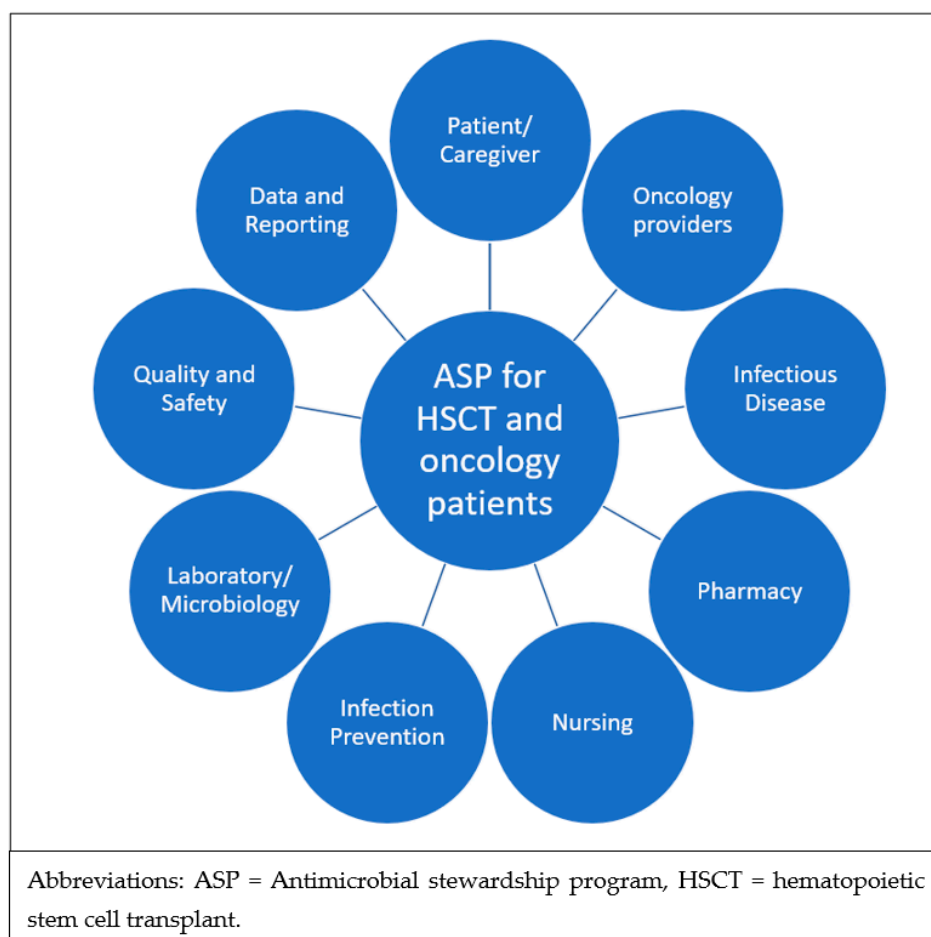 Patient/
Caregiver
Oncology
providers
Infectious
Disease
Pharmacy
Nursing
Infection
Prevention
Laboratory/
Microbiology
Quality and
Safety
Data and
Reporting
ASP for
HSCT and
oncology
patients
Abbreviations: ASP = Antimicrobial stewardship program, HSCT = hematopoietic
stem cell transplant.